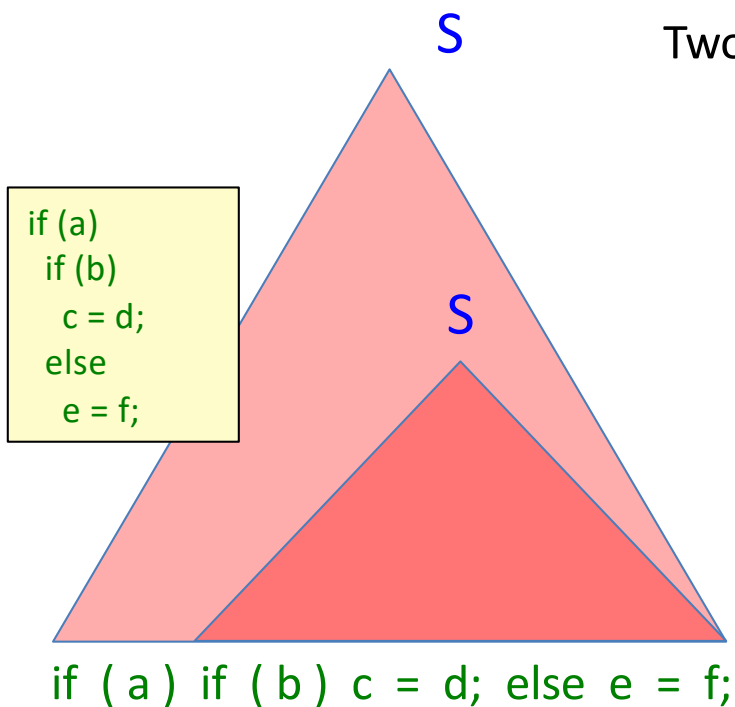 S
Two
if (a)
if (b)
c = d;
else
e = f;
S
if ( a ) if ( b ) c = d; else e = f;